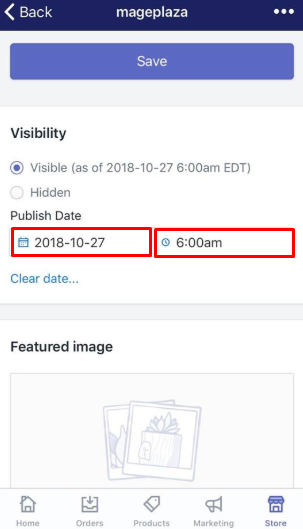 Back
mageplaza
Save
Visibility
Visible (as of 2018-10-27 6:00am EDT)
Hidden
Publish Date
2018-10-27
6:00am
Clear date...
Featured image
Home
Orders
Products
Marketing
Store